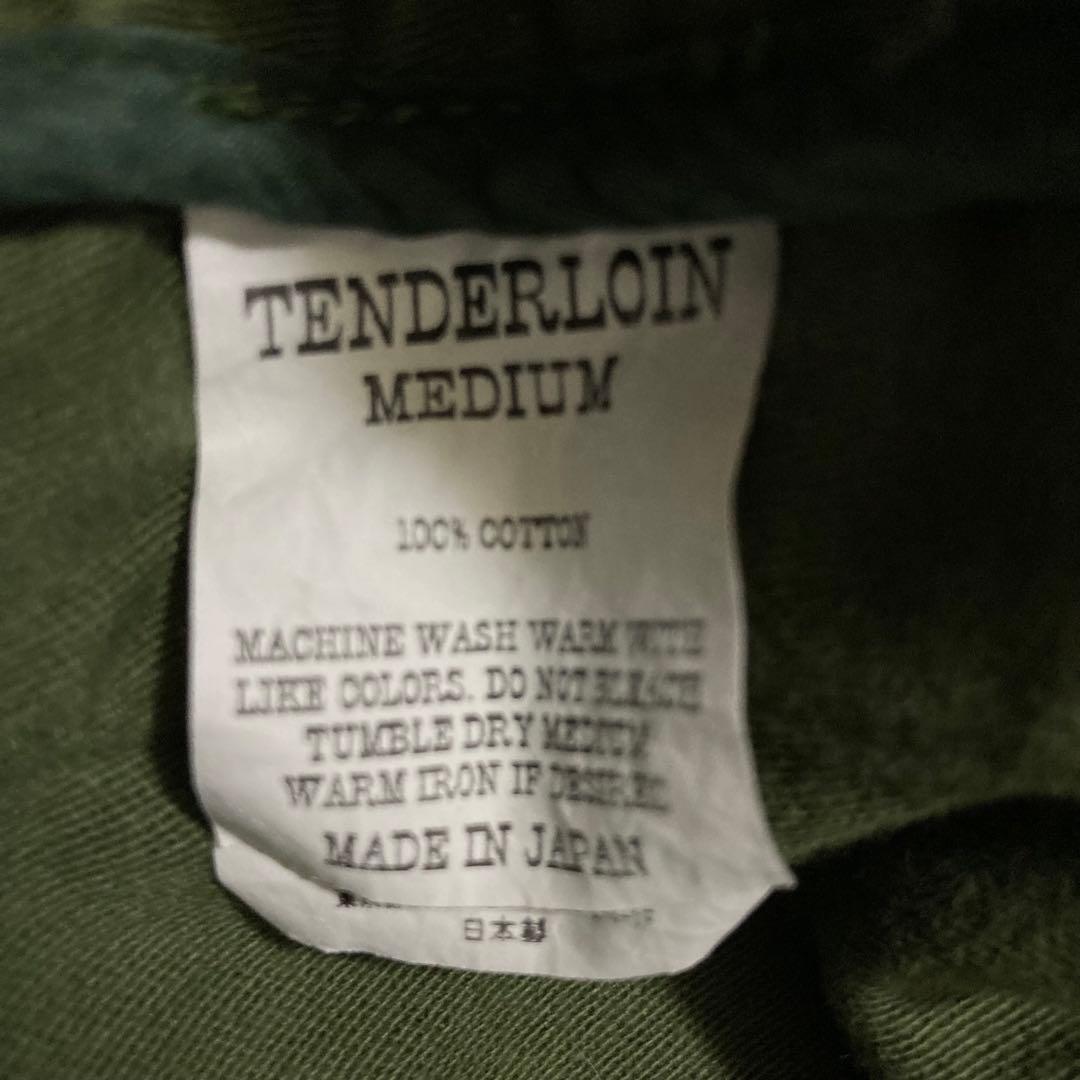 TENDERLOIN
MEDIUM
100% COTTON
MACHINE WASH WARM WITH
LIKE COLORS. DO NOT BLEACH
TUMBLE DRY MEDIUM
WARM IRON IF DESIRED.
MADE IN JAPAN
日本製